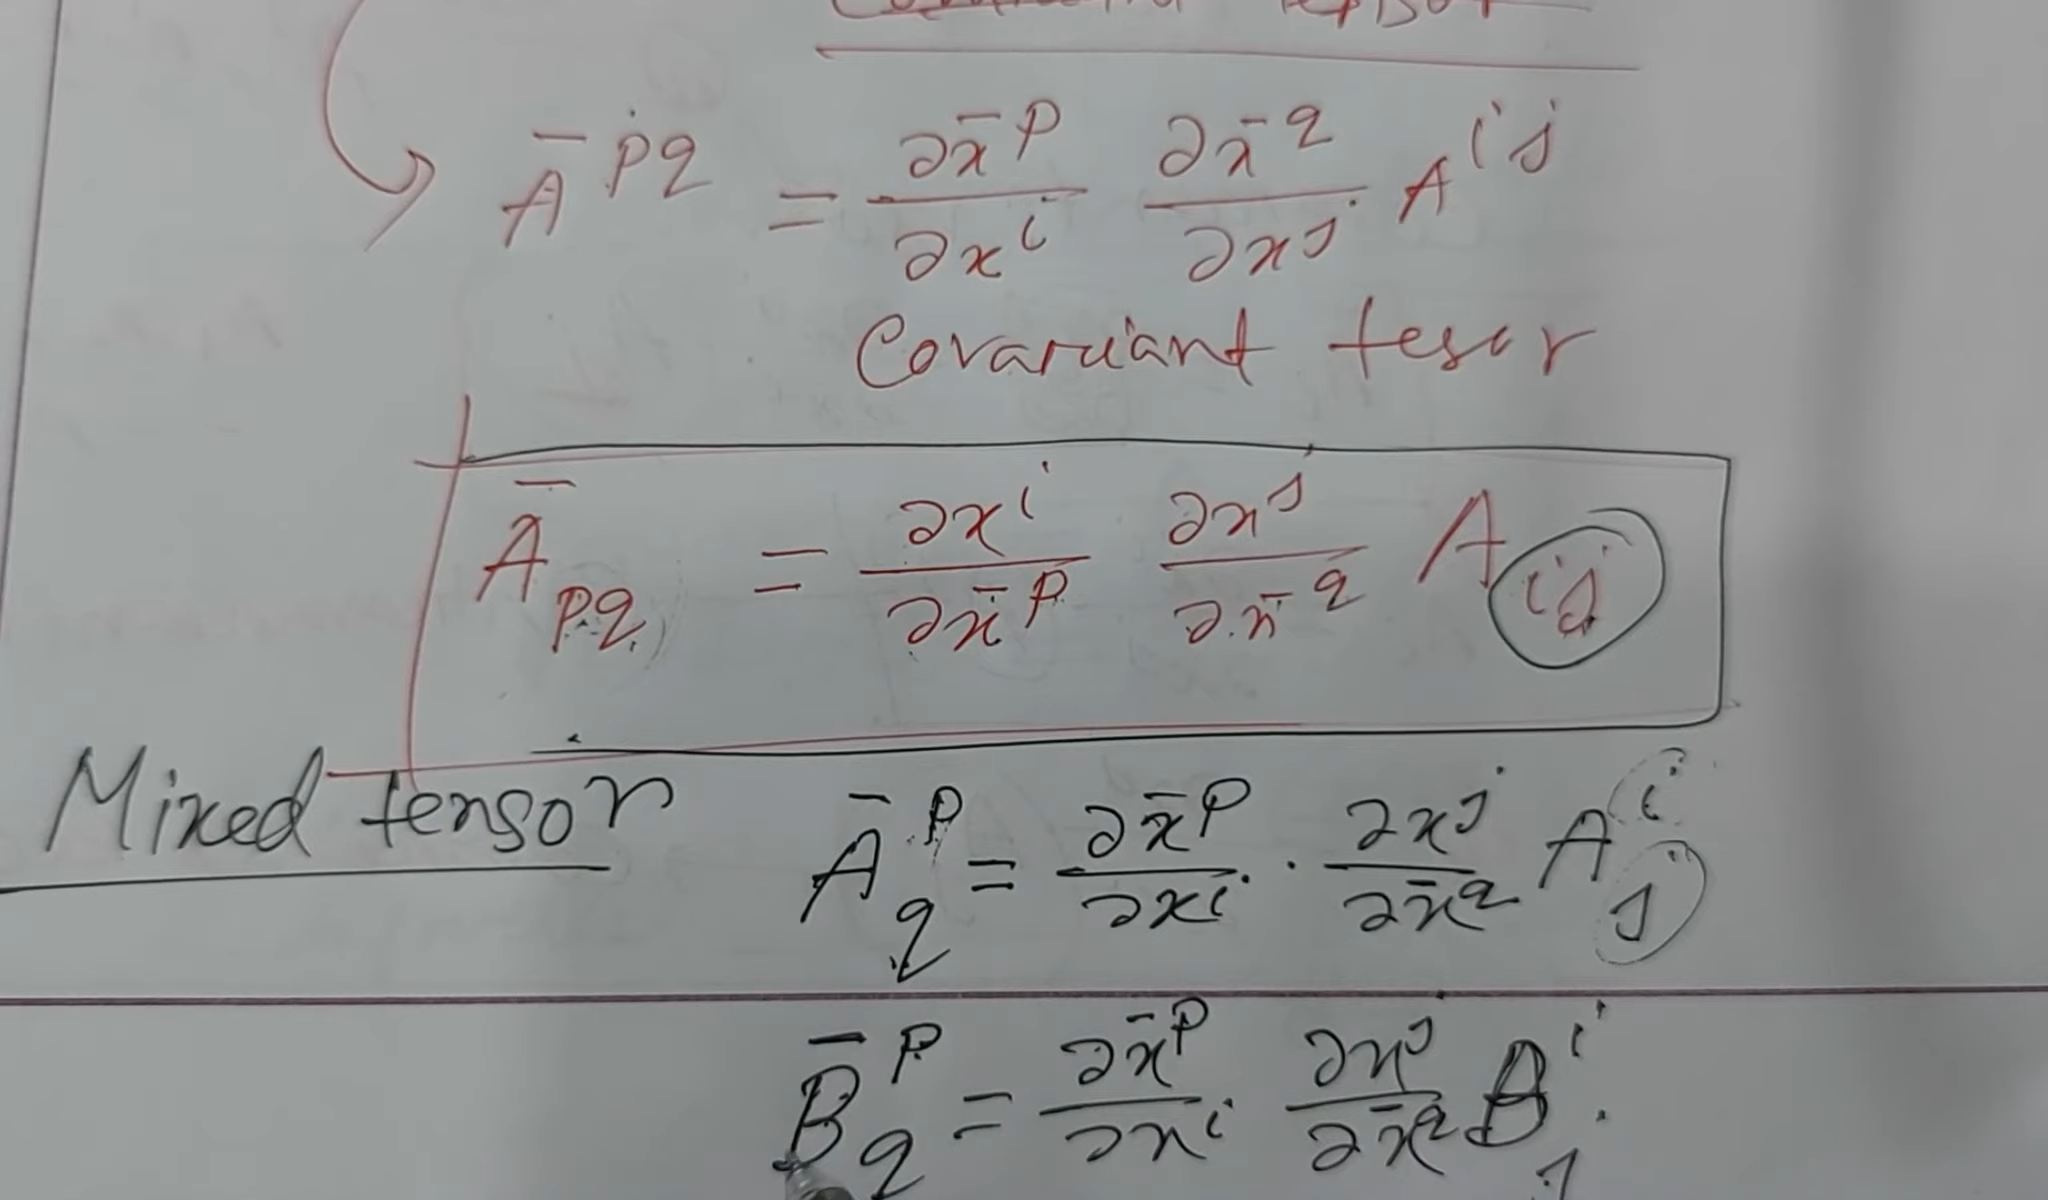 Ā^{pq} = ∂x̄^p/∂x^i ∂x̄^q/∂x^j A^{ij}
Covariant tesor
Ā_{pq} = ∂x^i/∂x̄^p ∂x^j/∂x̄^q A_{ij}
Mixed tensor Ā^p_q = ∂x̄^p/∂x^i · ∂x^j/∂x̄^q A^i_j
B̄^p_q = ∂x̄^p/∂x^i ∂x^j/∂x̄^q B^i_j